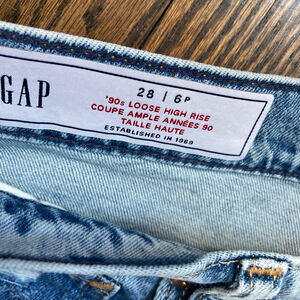 GAP
28 | 6P
'90s LOOSE HIGH RISE
COUPE AMPLE ANNÉES 90
TAILLE HAUTE
ESTABLISHED IN 1969